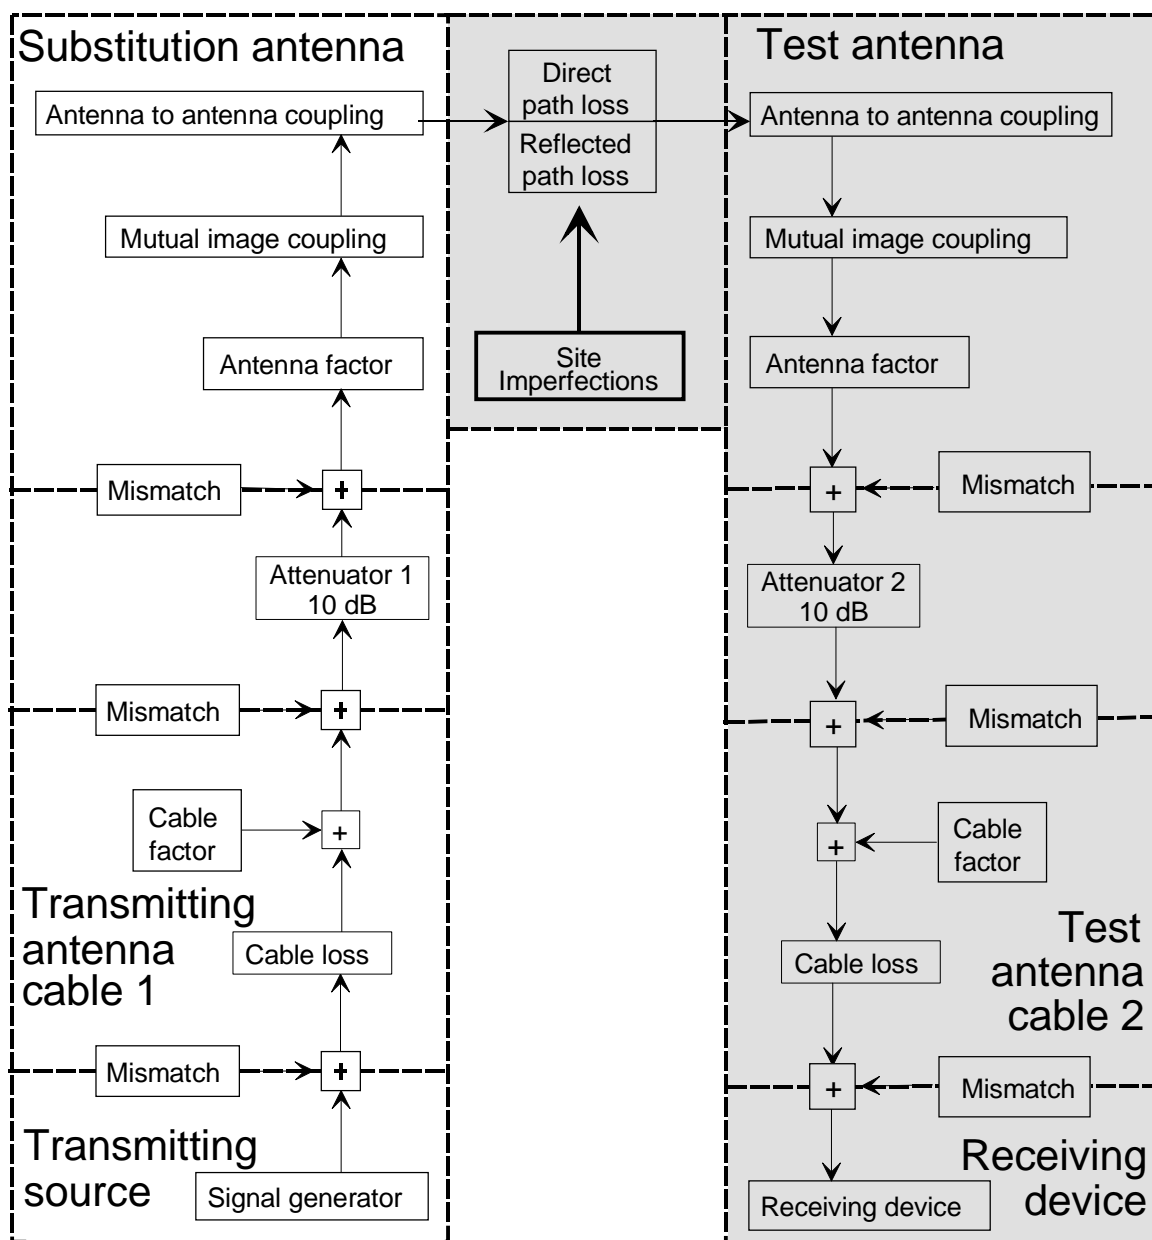 Substitution antenna
Antenna to antenna coupling
Mutual image coupling
Antenna factor
Mismatch
+
Attenuator 1
10 dB
Mismatch
+
Cable
factor
+
Transmitting
antenna
cable 1
Cable loss
Mismatch
+
Transmitting
source
Signal generator
Direct
path loss
Reflected
path loss
Site
Imperfections
Test antenna
Antenna to antenna coupling
Mutual image coupling
Antenna factor
+
Mismatch
Attenuator 2
10 dB
+
Mismatch
+
Cable
factor
Cable loss
Test
antenna
cable 2
+
Mismatch
Receiving
device
Receiving device